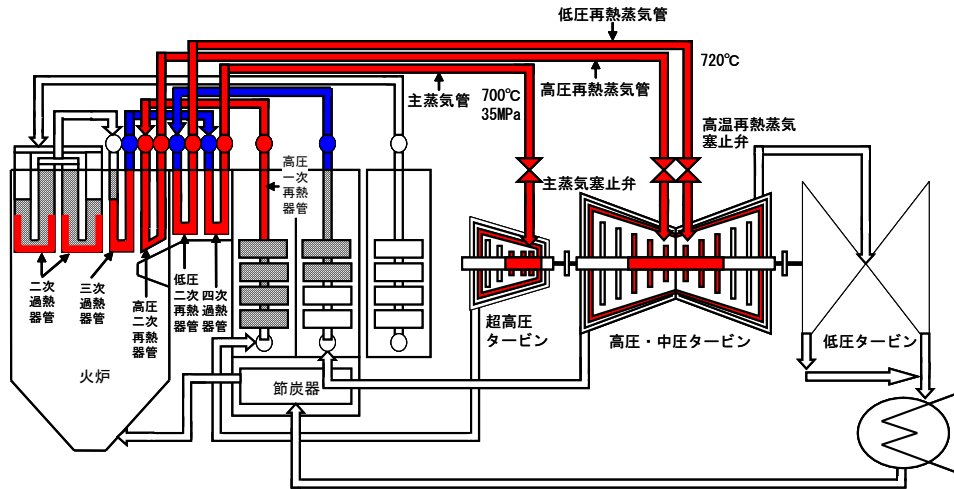 低圧再熱蒸気管
720℃
主蒸気管
700℃
35MPa
高圧再熱蒸気管
高温再熱蒸気
塞止弁
主蒸気塞止弁
高圧
一次
再熱
器管
二次
過熱
器管
三次
過熱
器管
高圧
二次
再熱
器管
低圧
二次
再熱
器管
四次
過熱
器管
超高圧
タービン
高圧・中圧タービン
低圧タービン
火炉
節炭器